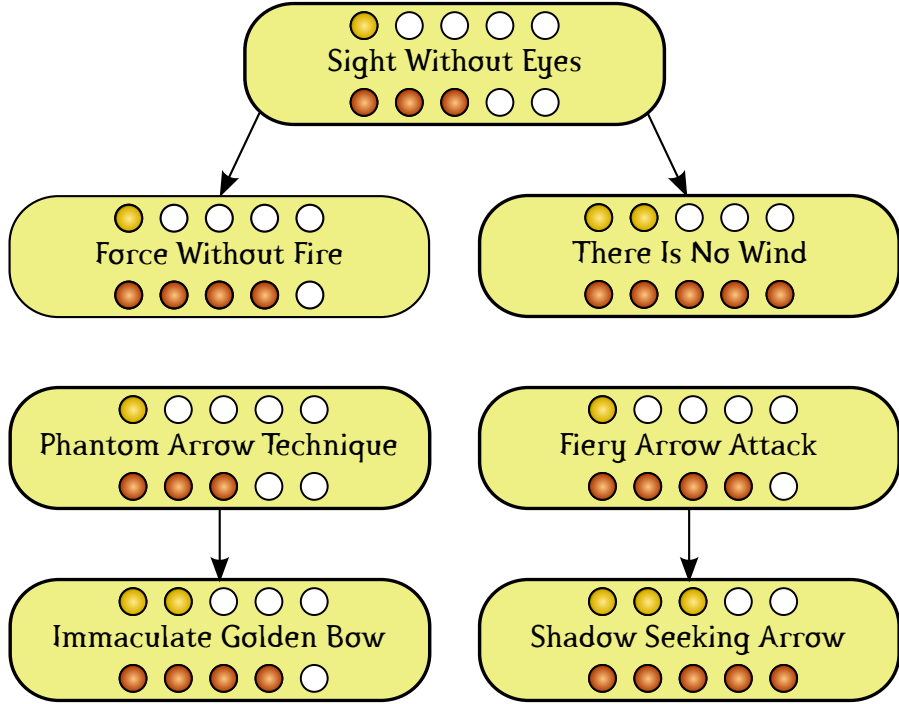 Sight Without Eyes
Force Without Fire
There Is No Wind
Phantom Arrow Technique
Fiery Arrow Attack
Immaculate Golden Bow
Shadow Seeking Arrow